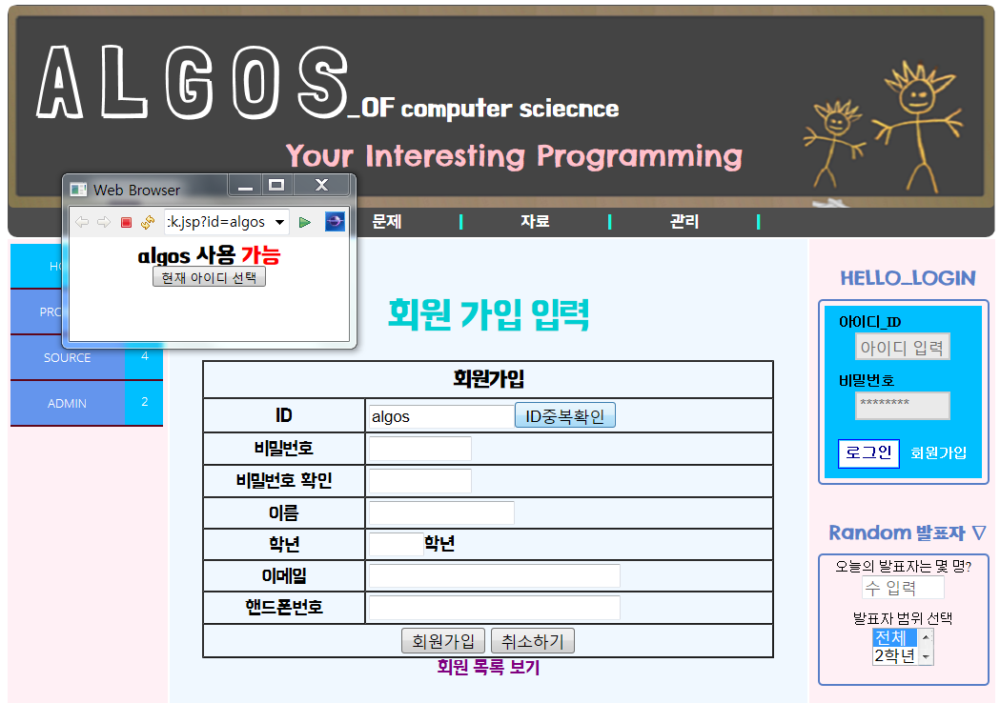 ALGOS_OF computer sciecnce
Your Interesting Programming
Web Browser
:k.jsp?id=algos
algos 사용 가능
현재 아이디 선택
문제 | 자료 | 관리 |
HO
PRO
SOURCE 4
ADMIN 2
회원 가입 입력
회원가입
ID algos ID중복확인
비밀번호
비밀번호 확인
이름
학년 학년
이메일
핸드폰번호
회원가입 취소하기
회원 목록 보기
HELLO_LOGIN
아이디_ID
아이디 입력
비밀번호
********
로그인 회원가입
Random 발표자 ▽
오늘의 발표자는 몇 명?
수 입력
발표자 범위 선택
전체
2학년